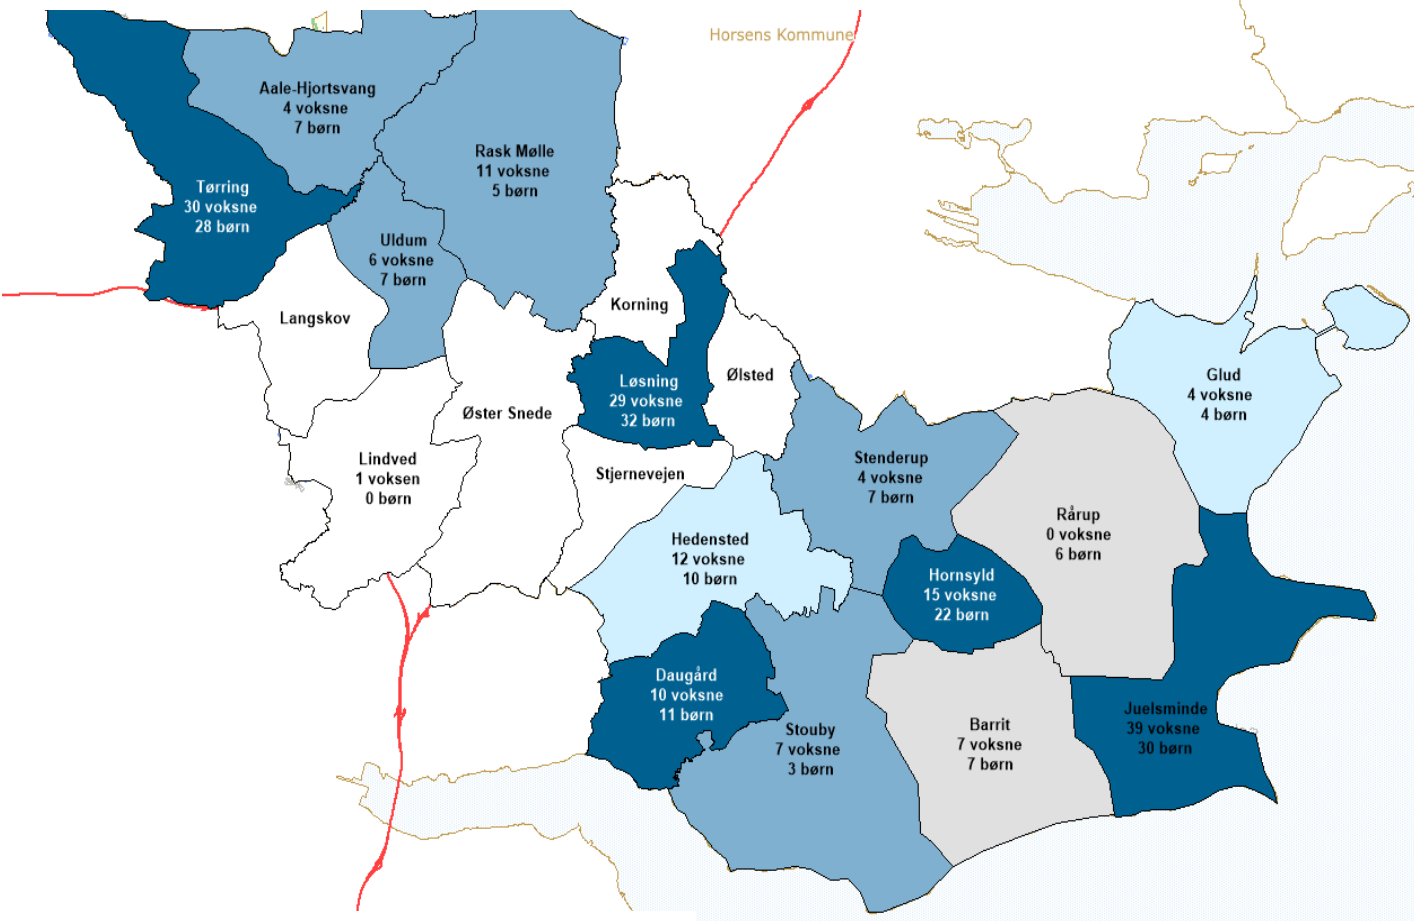 Horsens Kommune
Aale-Hjortsvang
4 voksne
7 børn
Rask Mølle
11 voksne
5 børn
Tørring
30 voksne
28 børn
Uldum
6 voksne
7 børn
Langskov
Korning
Løsning
29 voksne
32 børn
Ølsted
Glud
4 voksne
4 børn
Øster Snede
Lindved
1 voksen
0 børn
Stjernevejen
Stenderup
4 voksne
7 børn
Rårup
0 voksne
6 børn
Hedensted
12 voksne
10 børn
Hornsyld
15 voksne
22 børn
Daugård
10 voksne
11 børn
Stouby
7 voksne
3 børn
Barrit
7 voksne
7 børn
Juelsminde
39 voksne
30 børn